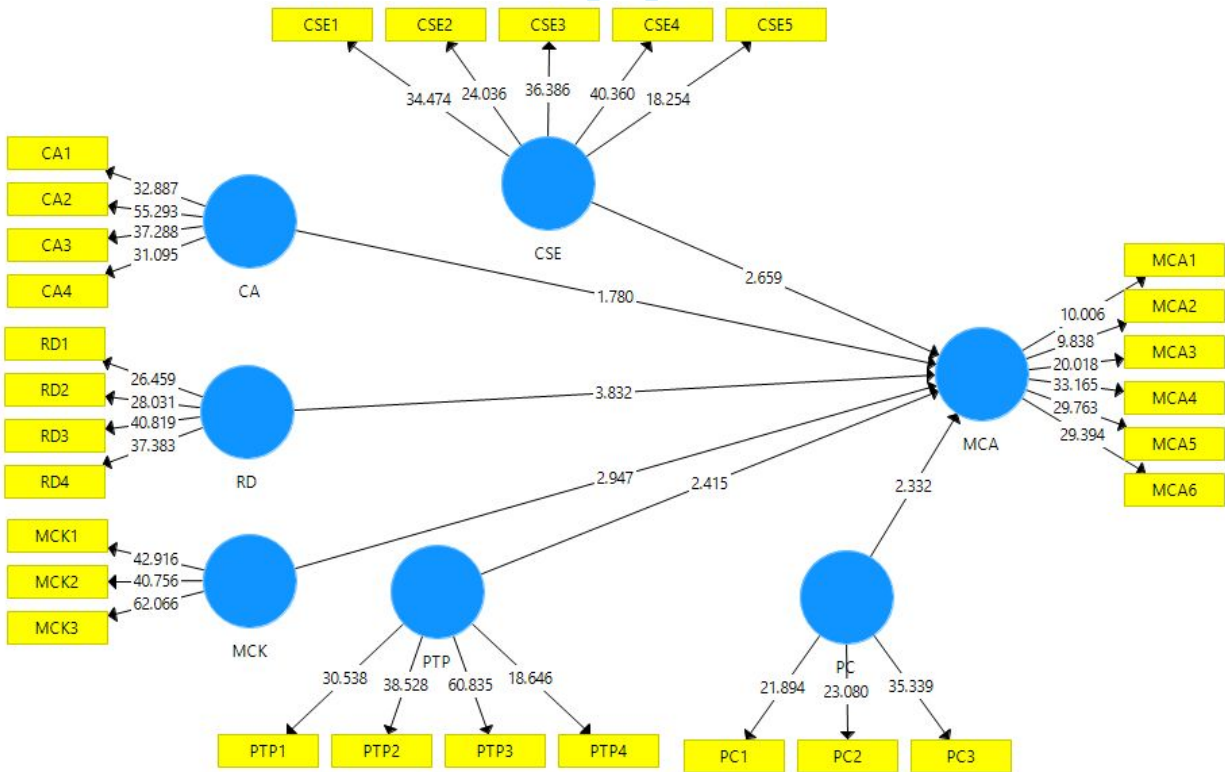 CSE1 CSE2 CSE3 CSE4 CSE5
34.474 24.036 36.386 40.360 18.254
CSE
CA1
CA2
CA3
CA4
32.887
55.293
37.288
31.095
CA
2.659
1.780
RD1
RD2
RD3
RD4
26.459
28.031
40.819
37.383
RD
3.832
MCA1
MCA2
MCA3
MCA4
MCA5
MCA6
10.006
9.838
20.018
33.165
29.763
29.394
MCA
2.947
2.415
2.332
MCK1
MCK2
MCK3
42.916
40.756
62.066
MCK
PTP
30.538 38.528 60.835 18.646
PTP1 PTP2 PTP3 PTP4
PC
21.894 23.080 35.339
PC1 PC2 PC3